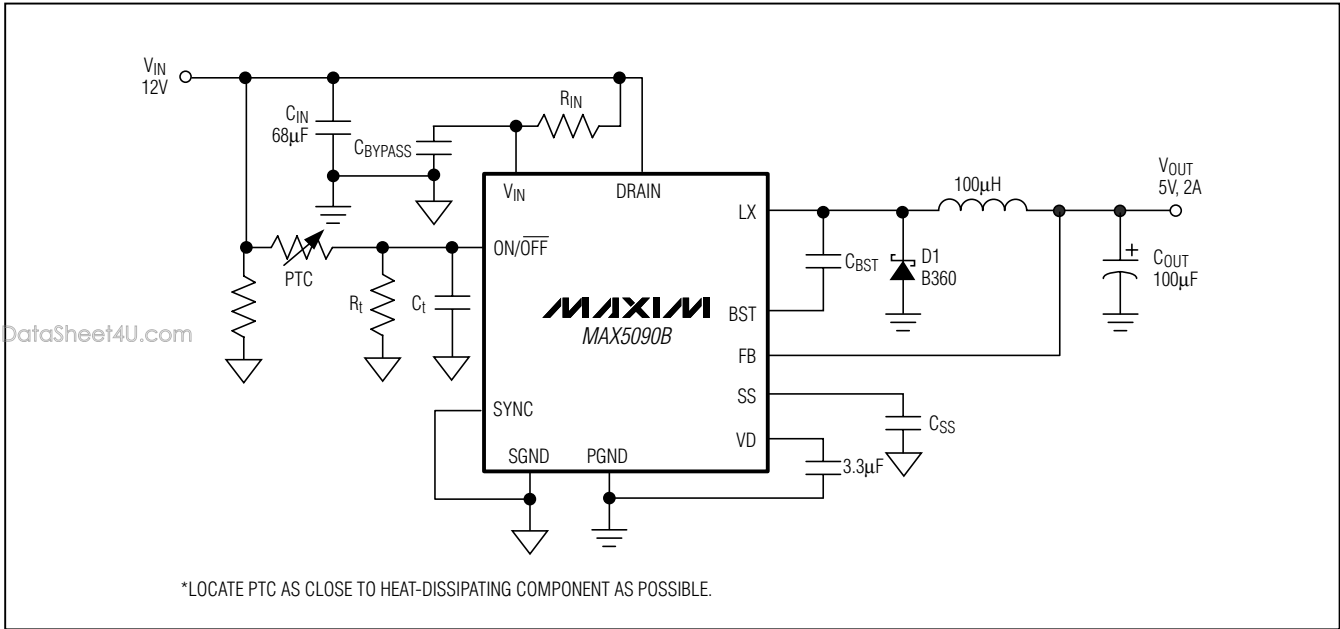 VIN
12V
CIN
68µF
CBYPASS
RIN
VIN
DRAIN
LX
100µH
VOUT
5V, 2A
PTC
Rt
Ct
ON/OFF
CBST
D1
B360
COUT
100µF
MAXIM
MAX5090B
BST
FB
DataSheet4U.com
SYNC
SS
CSS
VD
SGND
PGND
3.3µF
*LOCATE PTC AS CLOSE TO HEAT-DISSIPATING COMPONENT AS POSSIBLE.